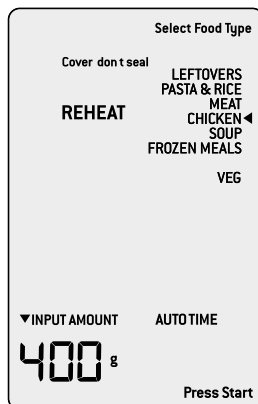 Select Food Type
Cover don t seal
LEFTOVERS
PASTA & RICE
REHEAT
MEAT
CHICKEN◄
SOUP
FROZEN MEALS
VEG
▼INPUT AMOUNT AUTO TIME
400 g
Press Start